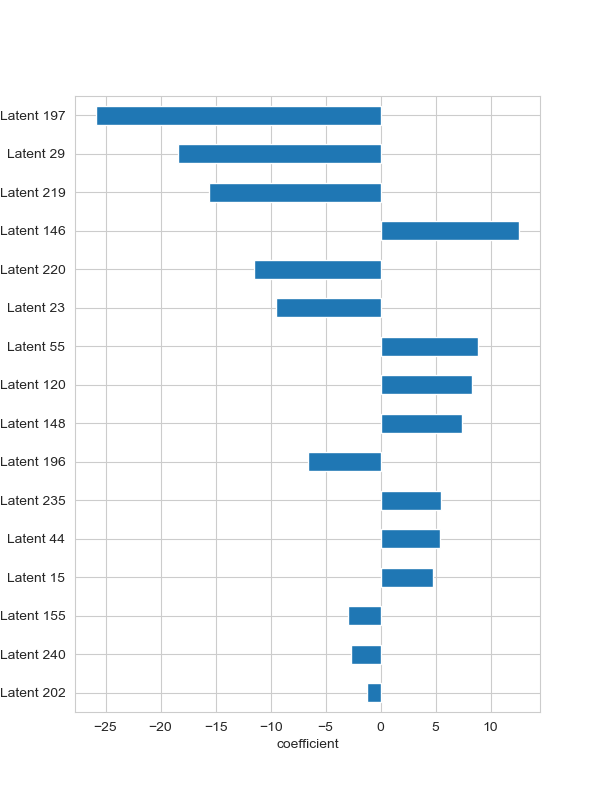 Latent 197
Latent 29
Latent 219
Latent 146
Latent 220
Latent 23
Latent 55
Latent 120
Latent 148
Latent 196
Latent 235
Latent 44
Latent 15
Latent 155
Latent 240
Latent 202
−25 −20 −15 −10 −5 0 5 10
coefficient